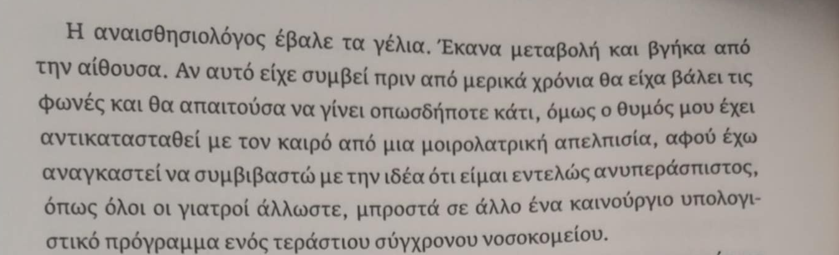 Η αναισθησιολόγος έβαλε τα γέλια. Έκανα μεταβολή και βγήκα από
την αίθουσα. Αν αυτό είχε συμβεί πριν από μερικά χρόνια θα είχα βάλει τις
φωνές και θα απαιτούσα να γίνει οπωσδήποτε κάτι, όμως ο θυμός μου έχει
αντικατασταθεί με τον καιρό από μια μοιρολατρική απελπισία, αφού έχω
αναγκαστεί να συμβιβαστώ με την ιδέα ότι είμαι εντελώς ανυπεράσπιστος,
όπως όλοι οι γιατροί άλλωστε, μπροστά σε άλλο ένα καινούργιο υπολογι-
στικό πρόγραμμα ενός τεράστιου σύγχρονου νοσοκομείου.